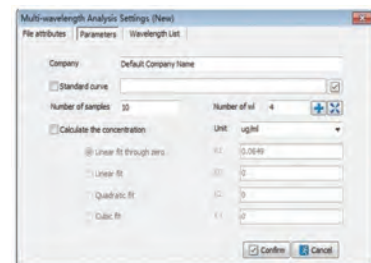 Multi-wavelength Analysis Settings (New)
File attributes Parameters Wavelength List
Company Default Company Name
Standard curve
Number of samples 10 Number of wl 4
Calculate the concentration Unit ug/ml
Linear fit through zero 0.0649
Linear fit 0
Quadratic fit 0
Cubic fit 0
Confirm Cancel